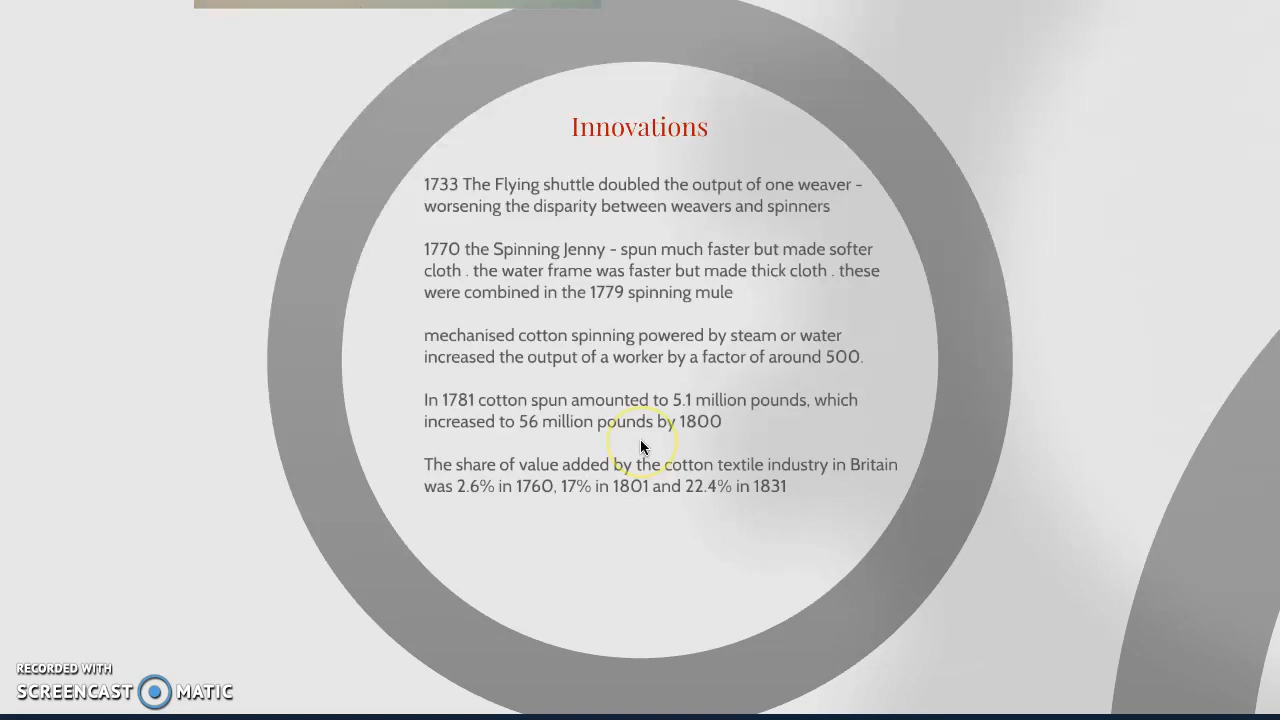 Innovations
1733 The Flying shuttle doubled the output of one weaver -
worsening the disparity between weavers and spinners
1770 the Spinning Jenny - spun much faster but made softer
cloth . the water frame was faster but made thick cloth . these
were combined in the 1779 spinning mule
mechanised cotton spinning powered by steam or water
increased the output of a worker by a factor of around 500.
In 1781 cotton spun amounted to 5.1 million pounds, which
increased to 56 million pounds by 1800
The share of value added by the cotton textile industry in Britain
was 2.6% in 1760, 17% in 1801 and 22.4% in 1831
RECORDED WITH
SCREENCAST MATIC